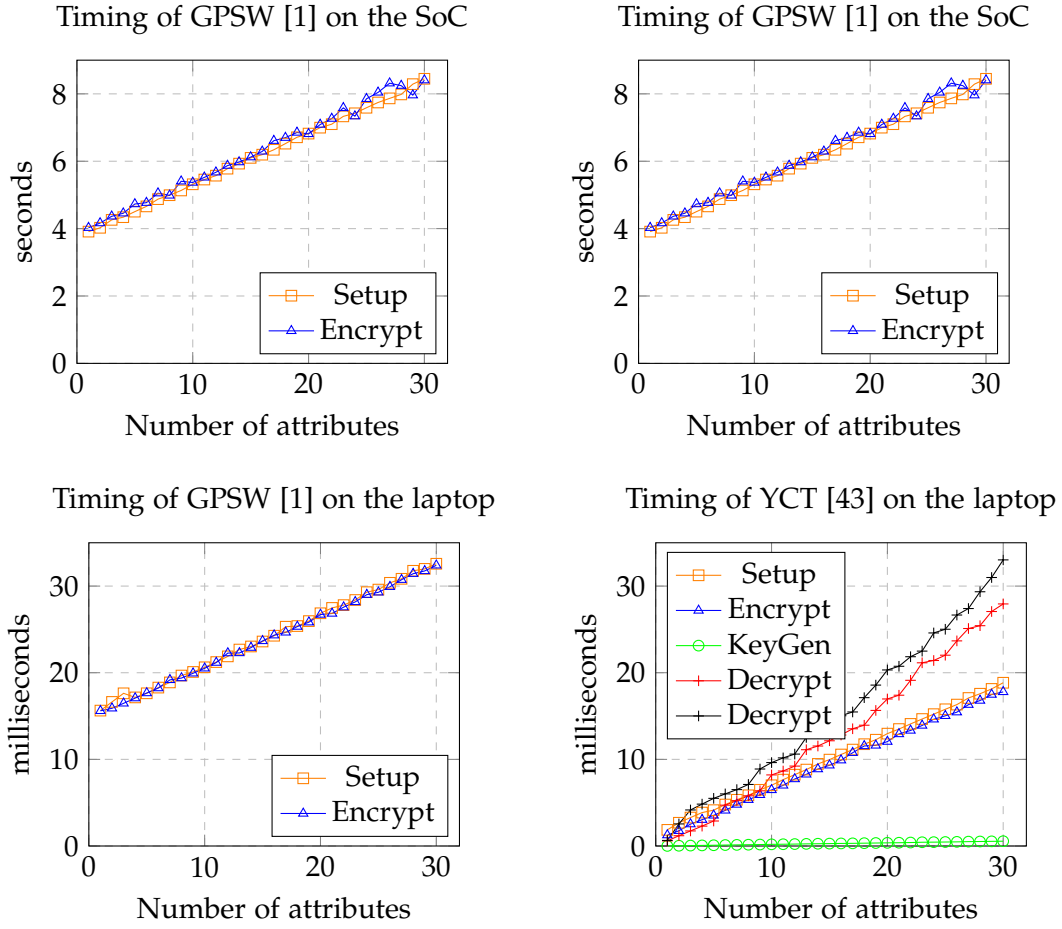 Timing of GPSW [1] on the SoC
8
6
4
2
0
seconds
Setup
Encrypt
0
10
20
30
Number of attributes
Timing of GPSW [1] on the SoC
8
6
4
2
0
seconds
Setup
Encrypt
0
10
20
30
Number of attributes
Timing of GPSW [1] on the laptop
30
20
10
0
milliseconds
Setup
Encrypt
0
10
20
30
Number of attributes
Timing of YCT [43] on the laptop
30
20
10
0
milliseconds
Setup
Encrypt
KeyGen
Decrypt
Decrypt
0
10
20
30
Number of attributes